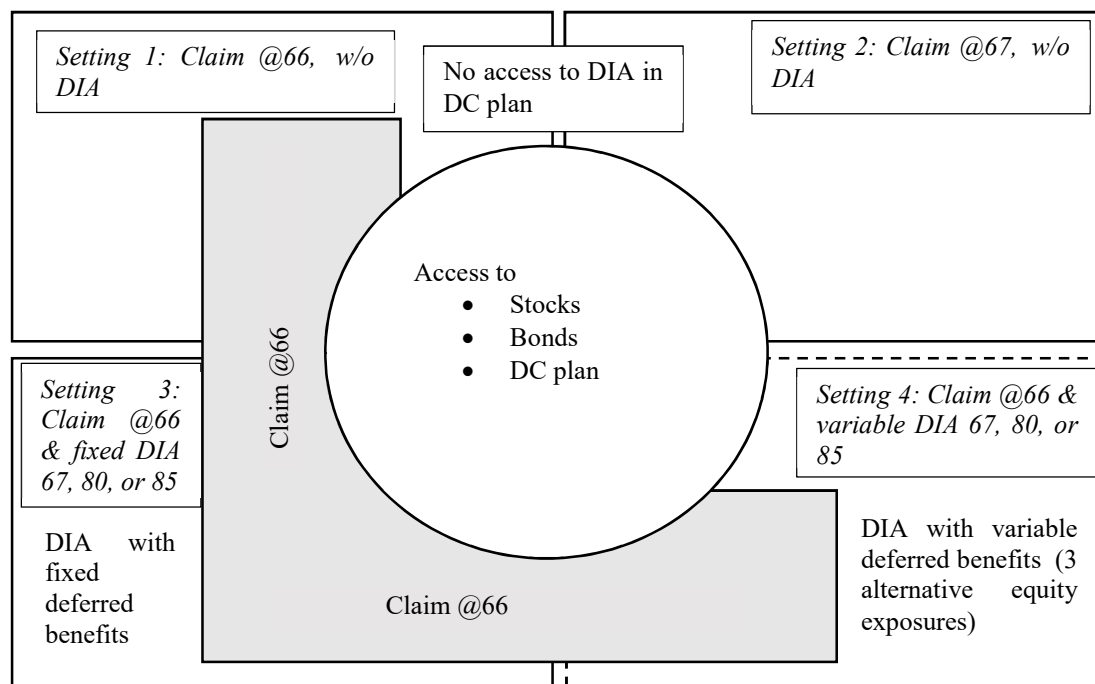 Setting 1: Claim @66, w/o
DIA
No access to DIA in
DC plan
Setting 2: Claim @67, w/o
DIA
Access to
• Stocks
• Bonds
• DC plan
Claim @66
Setting 3:
Claim @66
& fixed DIA
67, 80, or 85
Setting 4: Claim @66 &
variable DIA 67, 80, or
85
DIA with
fixed
deferred
benefits
Claim @66
DIA with variable
deferred benefits (3
alternative equity
exposures)